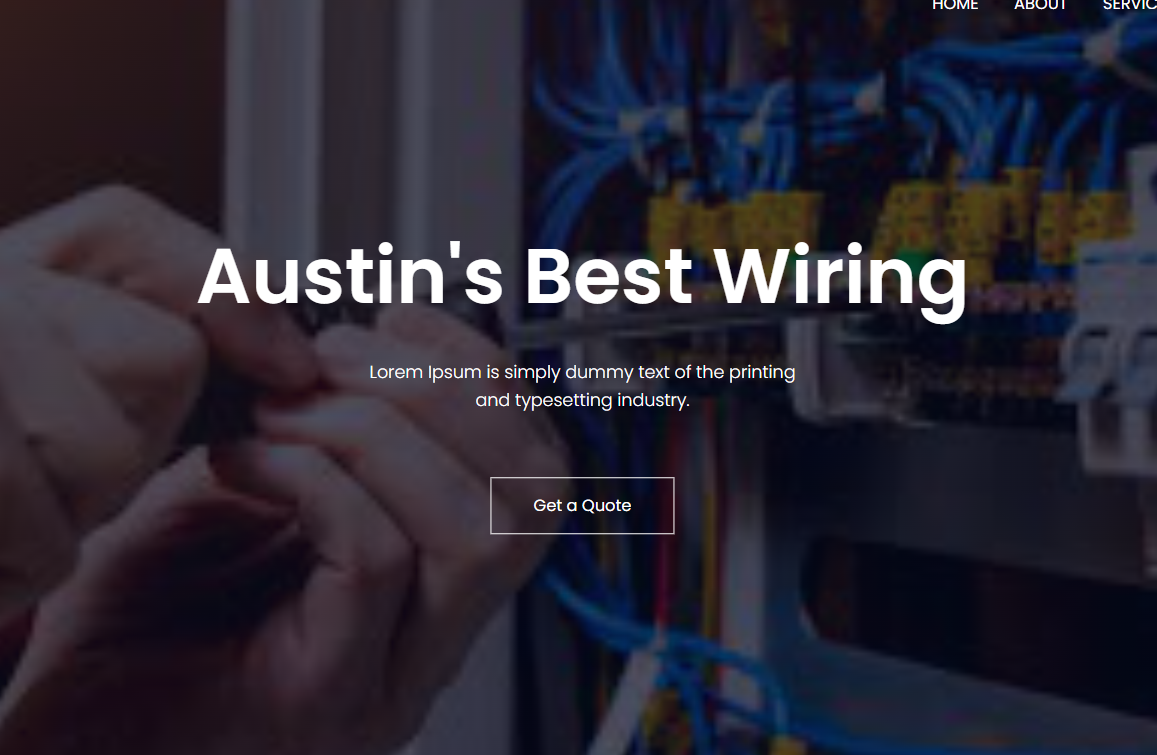 HOME ABOUT
Austin's Best Wiring
Lorem Ipsum is simply dummy text of the printing
and typesetting industry.
Get a Quote